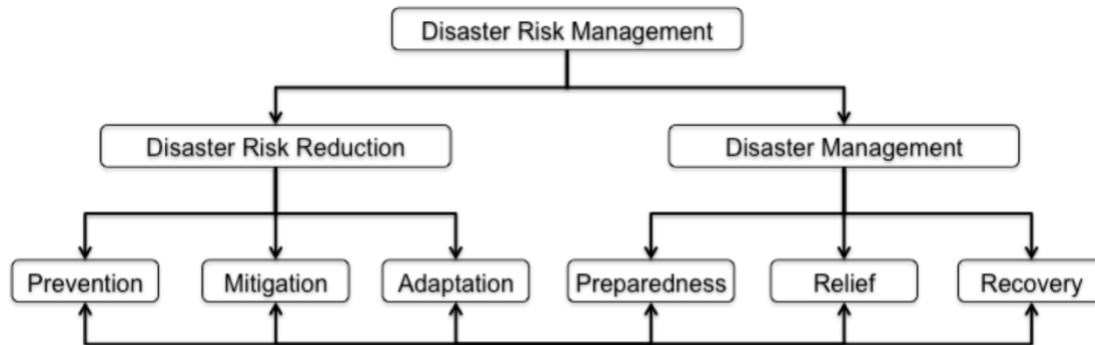 Disaster Risk Management
Disaster Risk Reduction
Disaster Management
Prevention
Mitigation
Adaptation
Preparedness
Relief
Recovery